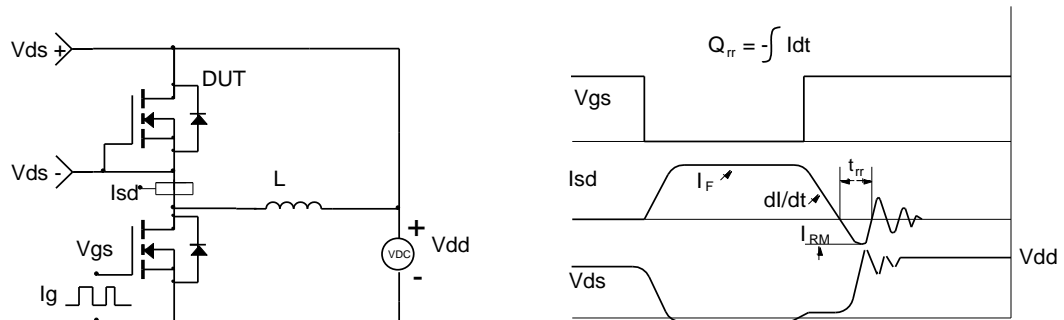 Vds +
DUT
Vds -
Isd
L
Vgs
Ig
+
VDC
-
Vdd
Qrr = -∫ Idt
Vgs
Isd
IF
dI/dt
trr
IRM
Vds
Vdd